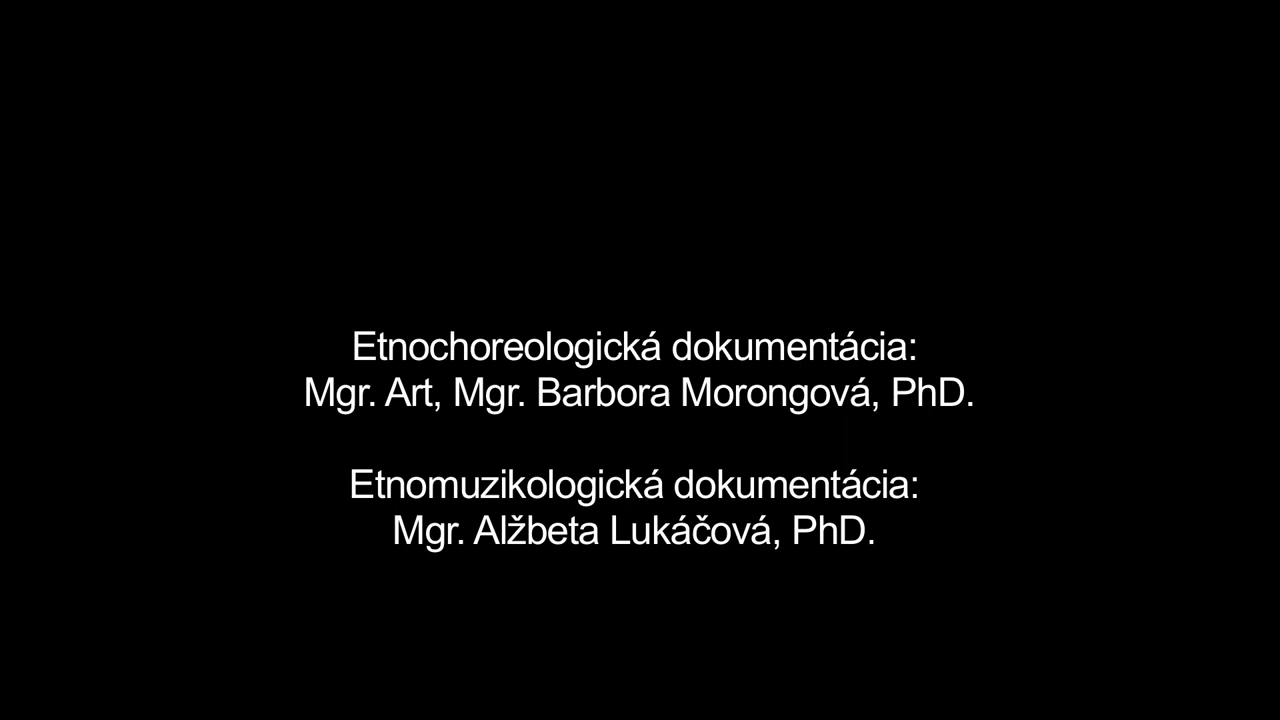 Etnochoreologická dokumentácia:
Mgr. Art, Mgr. Barbora Morongová, PhD.
Etnomuzikologická dokumentácia:
Mgr. Alžbeta Lukáčová, PhD.